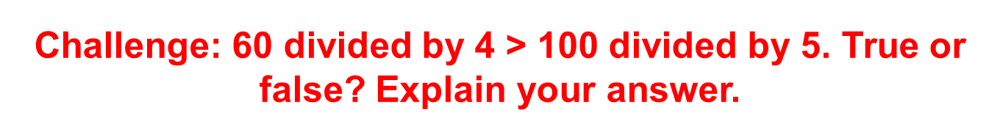 Challenge: 60 divided by 4 > 100 divided by 5. True or
false? Explain your answer.